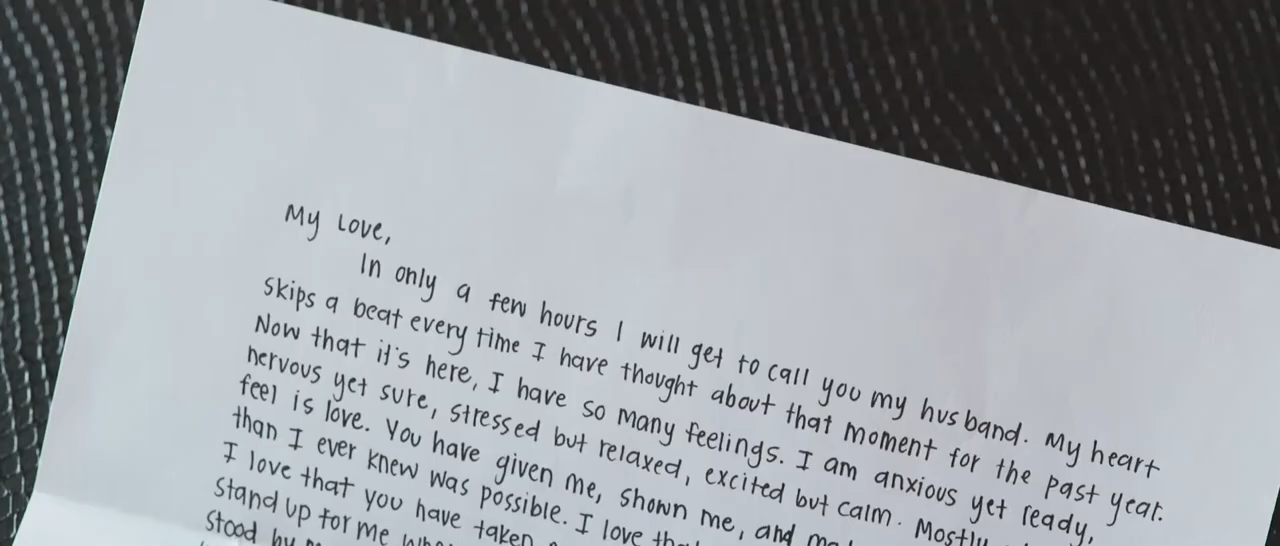 My Love,
In only a few hours I will get to call you my husband. My heart
skips a beat every time I have thought about that moment for the past year.
Now that it's here, I have so many feelings. I am anxious yet ready,
nervous yet sure, stressed but relaxed, excited but calm. Mostly
feel is love. You have given me, shown me, and
than I ever knew was possible. I love
I love that you have taken
stand up for me
stood by